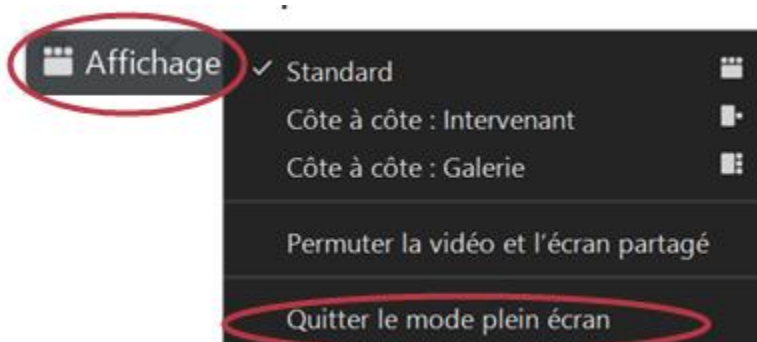 Affichage
Standard
Côte à côte : Intervenant
Côte à côte : Galerie
Permuter la vidéo et l'écran partagé
Quitter le mode plein écran